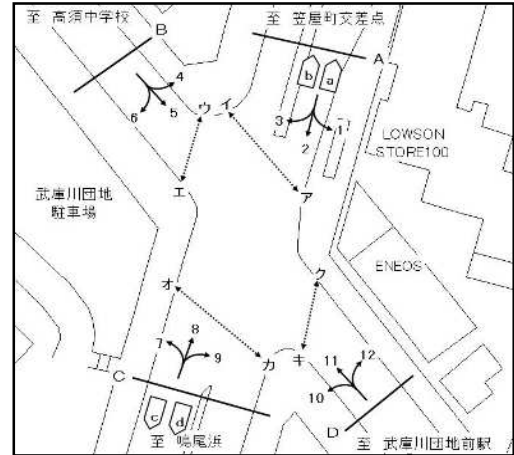 至 高須中学校
至 笠屋町交差点
B
A
b
a
4
5
6
ウ
イ
3
2
1
LOWSON
STORE100
エ
ア
武庫川団地
駐車場
ク
ENEOS
オ
7
8
9
カ
キ
11
12
10
C
c
d
D
至 鳴尾浜
至 武庫川団地前駅